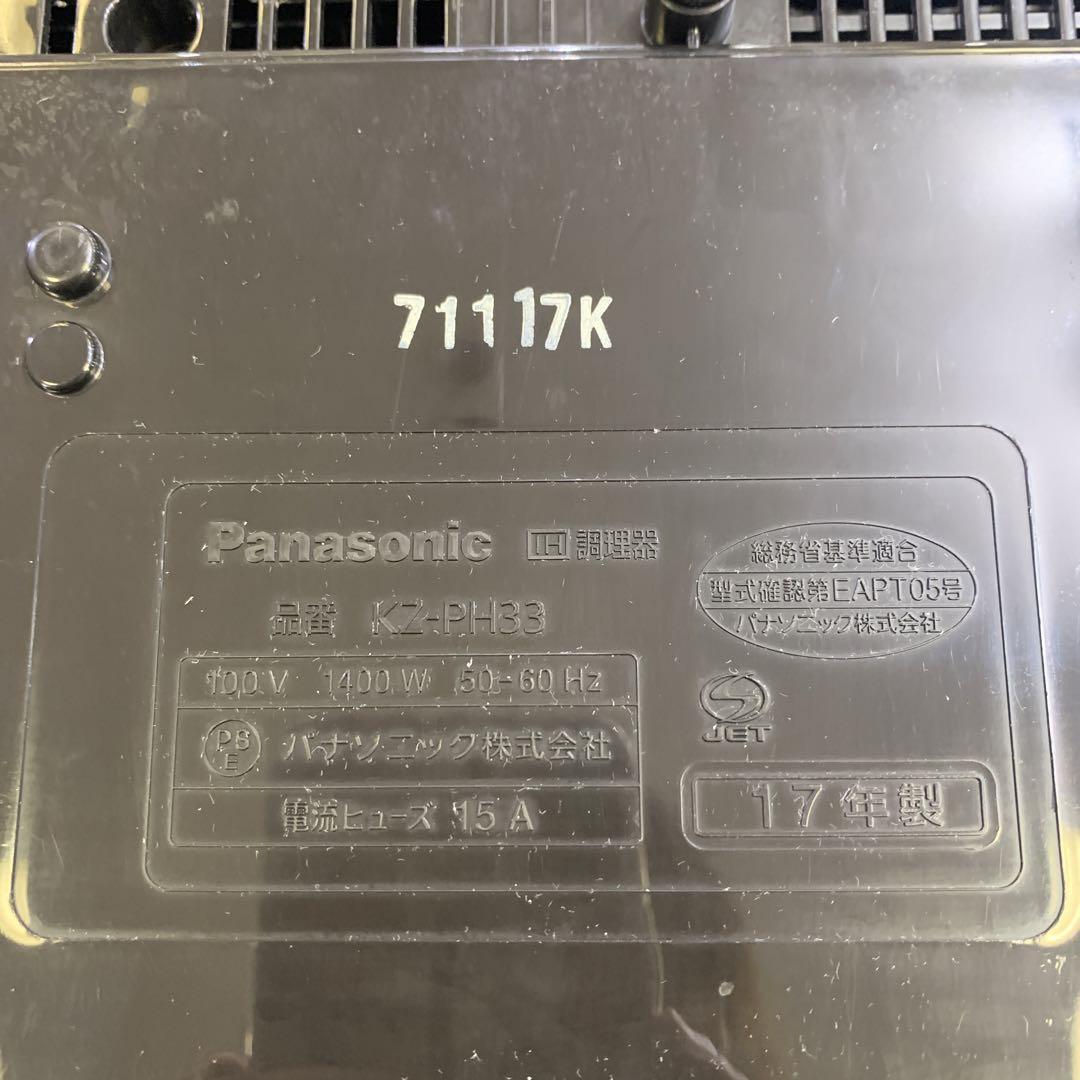 71117K
Panasonic IH 調理器
品番 KZ-PH33
100V 1400W 50-60Hz
PS
E
パナソニック株式会社
電流ヒューズ 15A
総務省基準適合
型式確認第EAPT05号
パナソニック株式会社
JET
17年製